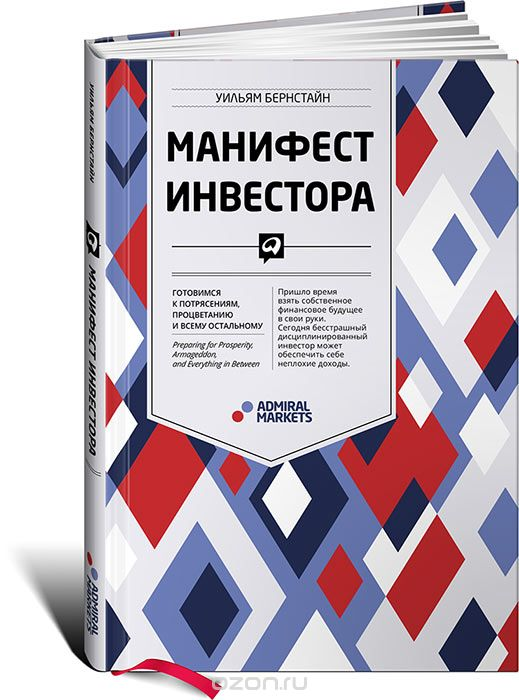 УИЛЬЯМ БЕРНСТАЙН
МАНИФЕСТ
ИНВЕСТОРА
ГОТОВИМСЯ
К ПОТРЯСЕНИЯМ,
ПРОЦВЕТАНИЮ
И ВСЕМУ ОСТАЛЬНОМУ
Preparing for Prosperity,
Armageddon,
and Everything in Between
Пришло время
взять собственное
финансовое будущее
в свои руки.
Сегодня бесстрашный
дисциплинированный
инвестор может
обеспечить себе
неплохие доходы.
ADMIRAL
MARKETS
УИЛЬЯМ БЕРНСТАЙН
МАНИФЕСТ ИНВЕСТОРА
ADMIRAL
MARKETS
ozon.ru